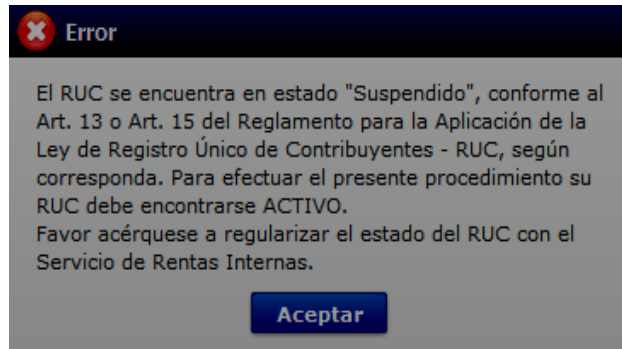 Error
El RUC se encuentra en estado "Suspendido", conforme al
Art. 13 o Art. 15 del Reglamento para la Aplicación de la
Ley de Registro Único de Contribuyentes - RUC, según
corresponda. Para efectuar el presente procedimiento su
RUC debe encontrarse ACTIVO.
Favor acérquese a regularizar el estado del RUC con el
Servicio de Rentas Internas.
Aceptar